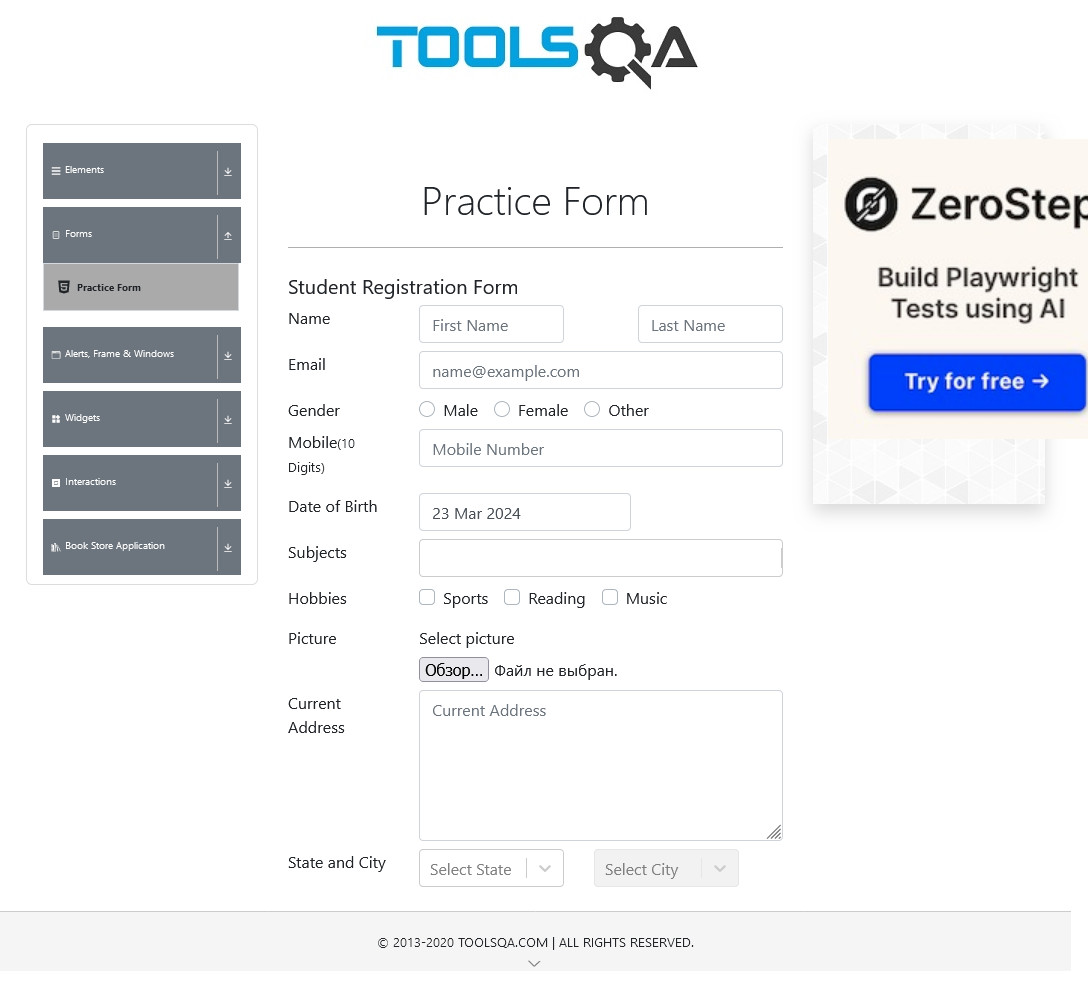 TOOLSQA
Elements
Forms
Practice Form
Alerts, Frame & Windows
Widgets
Interactions
Book Store Application
Practice Form
Student Registration Form
Name First Name Last Name
Email name@example.com
Gender Male Female Other
Mobile(10 Digits) Mobile Number
Date of Birth 23 Mar 2024
Subjects
Hobbies Sports Reading Music
Picture Select picture
Обзор... Файл не выбран.
Current Address Current Address
State and City Select State Select City
ZeroStep
Build Playwright
Tests using AI
Try for free →
© 2013-2020 TOOLSQA.COM | ALL RIGHTS RESERVED.